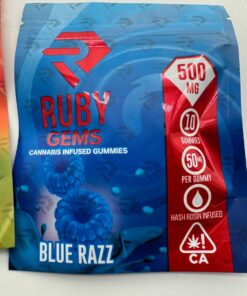 RUBY
GEMS
CANNABIS INFUSED GUMMIES
500
MG
10
GUMMIES
50MG
PER GUMMY
HASH ROSIN INFUSED
!
CA
BLUE RAZZ